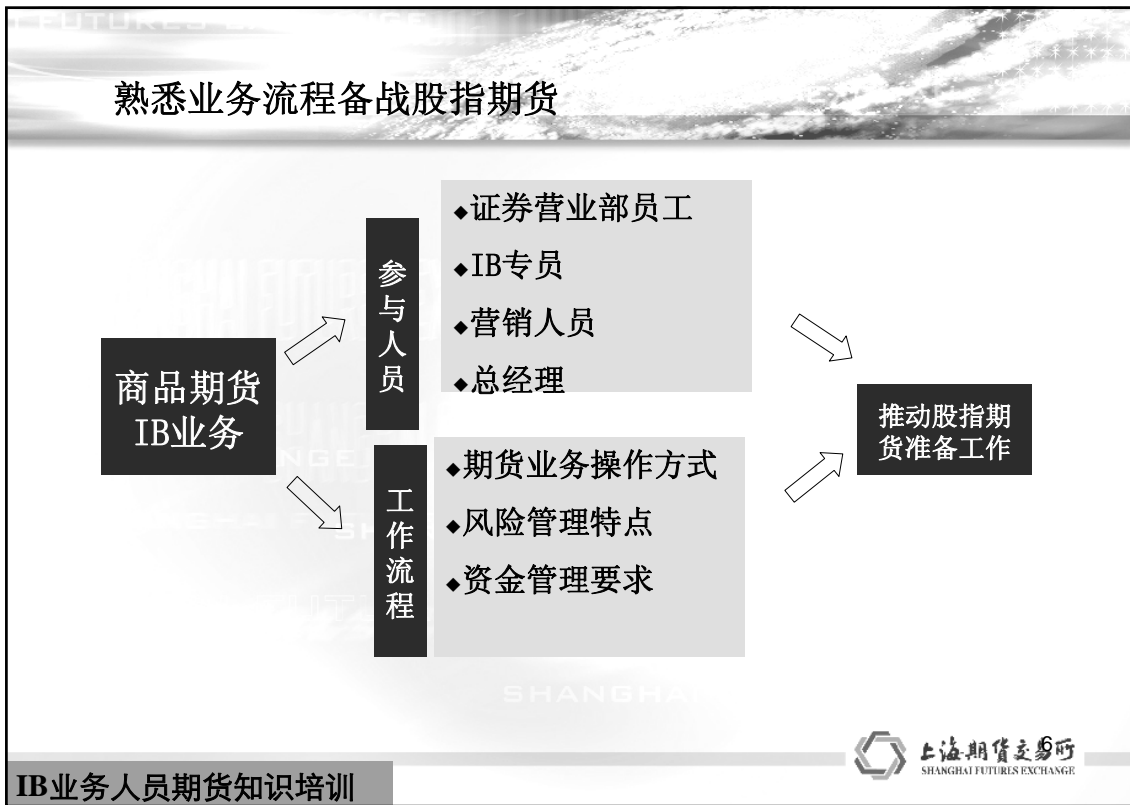 熟悉业务流程备战股指期货
商品期货
IB业务
参与人员
◆证券营业部员工
◆IB专员
◆营销人员
◆总经理
工作流程
◆期货业务操作方式
◆风险管理特点
◆资金管理要求
推动股指期
货准备工作
上海期货交易所
SHANGHAI FUTURES EXCHANGE
6
IB业务人员期货知识培训